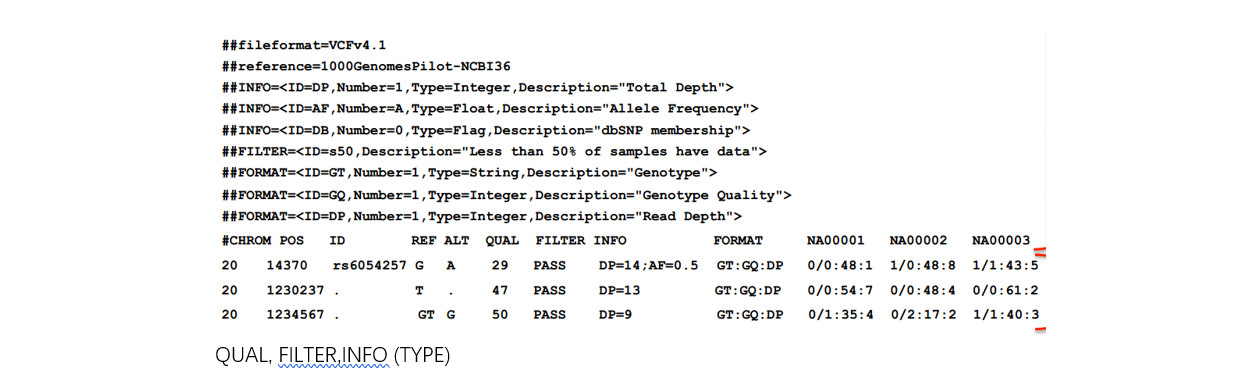 ##fileformat=VCFv4.1
##reference=1000GenomesPilot-NCBI36
##INFO=<ID=DP,Number=1,Type=Integer,Description="Total Depth">
##INFO=<ID=AF,Number=A,Type=Float,Description="Allele Frequency">
##INFO=<ID=DB,Number=0,Type=Flag,Description="dbSNP membership">
##FILTER=<ID=s50,Description="Less than 50% of samples have data">
##FORMAT=<ID=GT,Number=1,Type=String,Description="Genotype">
##FORMAT=<ID=GQ,Number=1,Type=Integer,Description="Genotype Quality">
##FORMAT=<ID=DP,Number=1,Type=Integer,Description="Read Depth">
#CHROM POS ID REF ALT QUAL FILTER INFO FORMAT NA00001 NA00002 NA00003
20 14370 rs6054257 G A 29 PASS DP=14;AF=0.5 GT:GQ:DP 0/0:48:1 1/0:48:8 1/1:43:5
20 1230237 . T . 47 PASS DP=13 GT:GQ:DP 0/0:54:7 0/0:48:4 0/0:61:2
20 1234567 . GT G 50 PASS DP=9 GT:GQ:DP 0/1:35:4 0/2:17:2 1/1:40:3
QUAL, FILTER,INFO (TYPE)